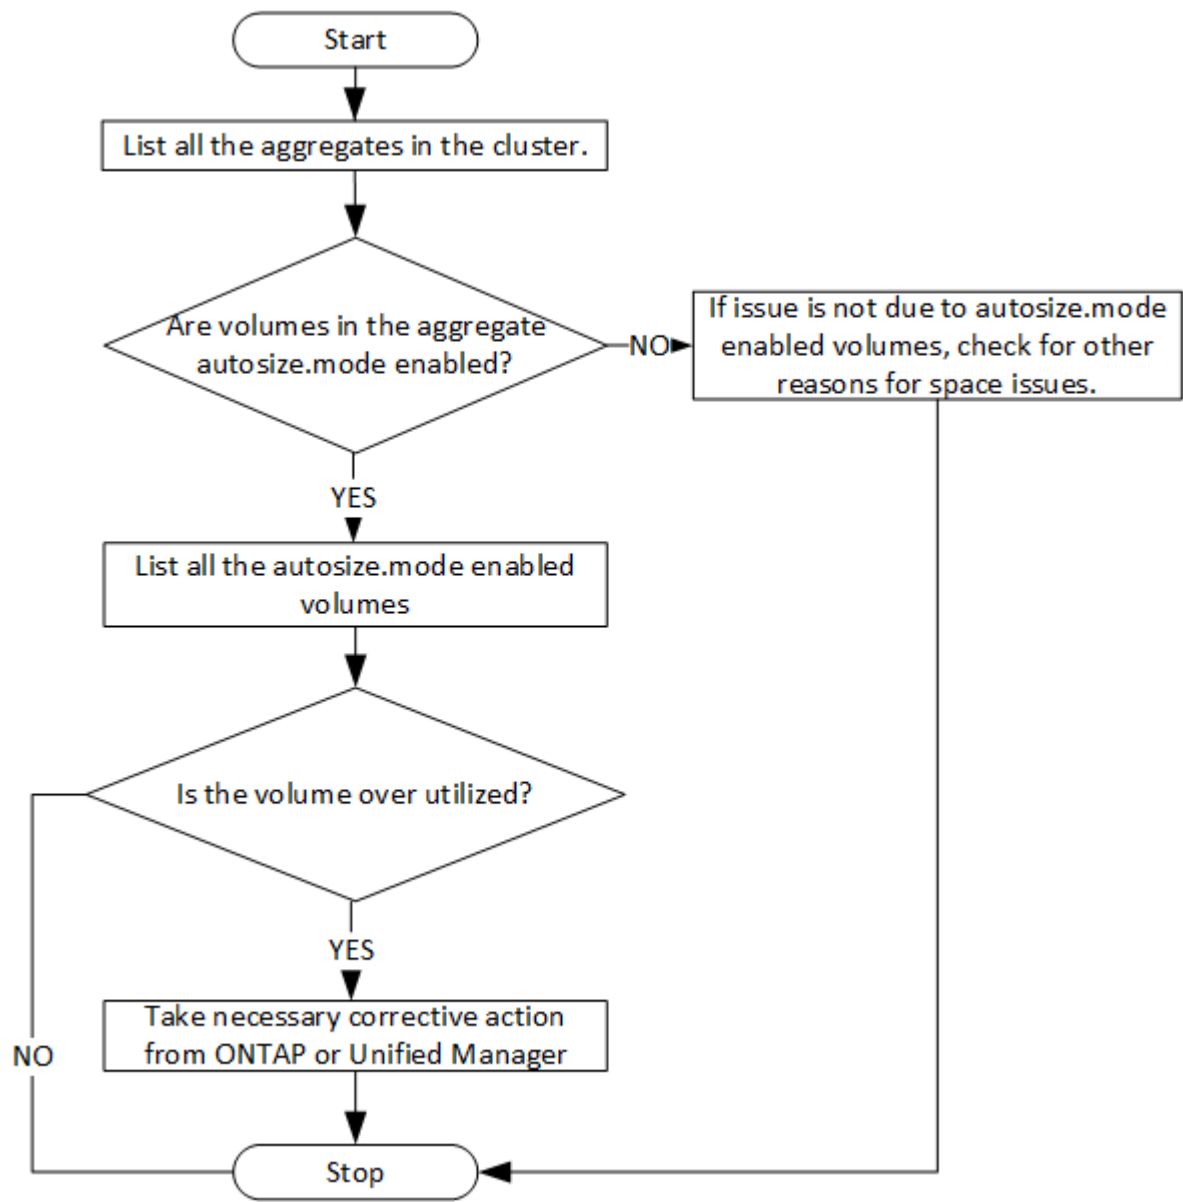 Start
List all the aggregates in the cluster.
Are volumes in the aggregate
autosize.mode enabled?
NO
If issue is not due to autosize.mode
enabled volumes, check for other
reasons for space issues.
YES
List all the autosize.mode enabled
volumes
Is the volume over utilized?
YES
Take necessary corrective action
from ONTAP or Unified Manager
NO
Stop